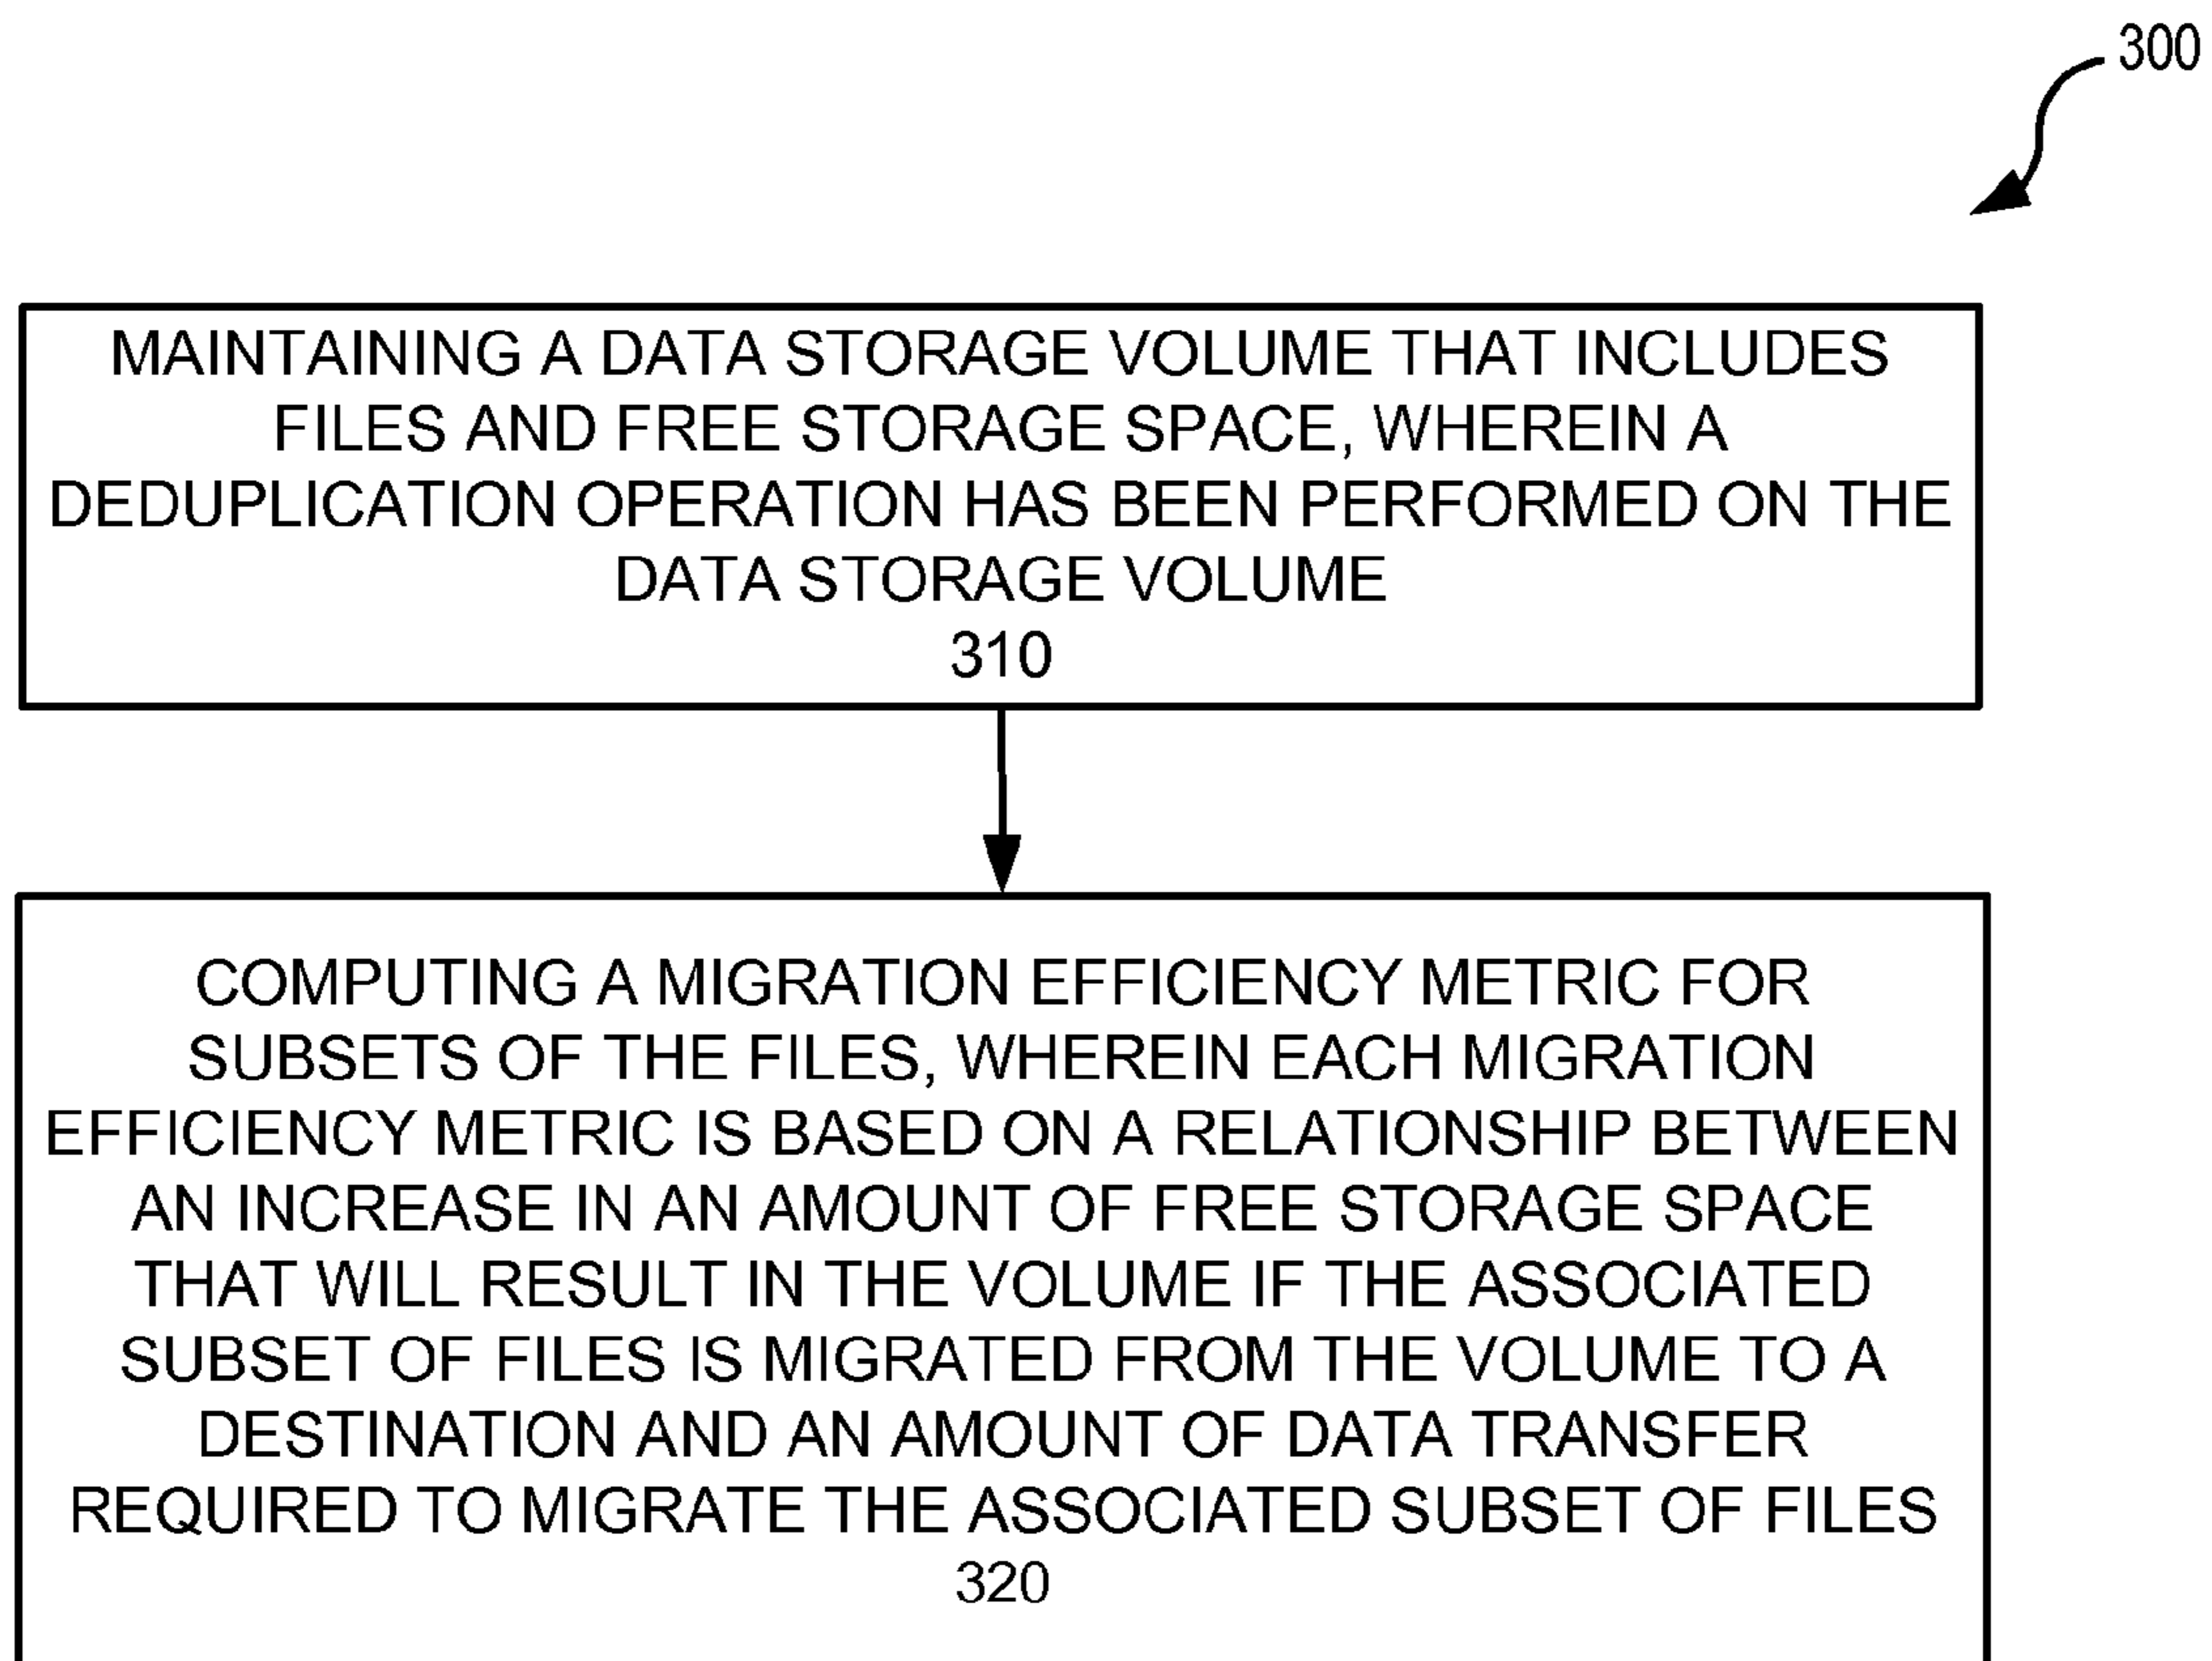 300
MAINTAINING A DATA STORAGE VOLUME THAT INCLUDES
FILES AND FREE STORAGE SPACE, WHEREIN A
DEDUPLICATION OPERATION HAS BEEN PERFORMED ON THE
DATA STORAGE VOLUME
310
COMPUTING A MIGRATION EFFICIENCY METRIC FOR
SUBSETS OF THE FILES, WHEREIN EACH MIGRATION
EFFICIENCY METRIC IS BASED ON A RELATIONSHIP BETWEEN
AN INCREASE IN AN AMOUNT OF FREE STORAGE SPACE
THAT WILL RESULT IN THE VOLUME IF THE ASSOCIATED
SUBSET OF FILES IS MIGRATED FROM THE VOLUME TO A
DESTINATION AND AN AMOUNT OF DATA TRANSFER
REQUIRED TO MIGRATE THE ASSOCIATED SUBSET OF FILES
320